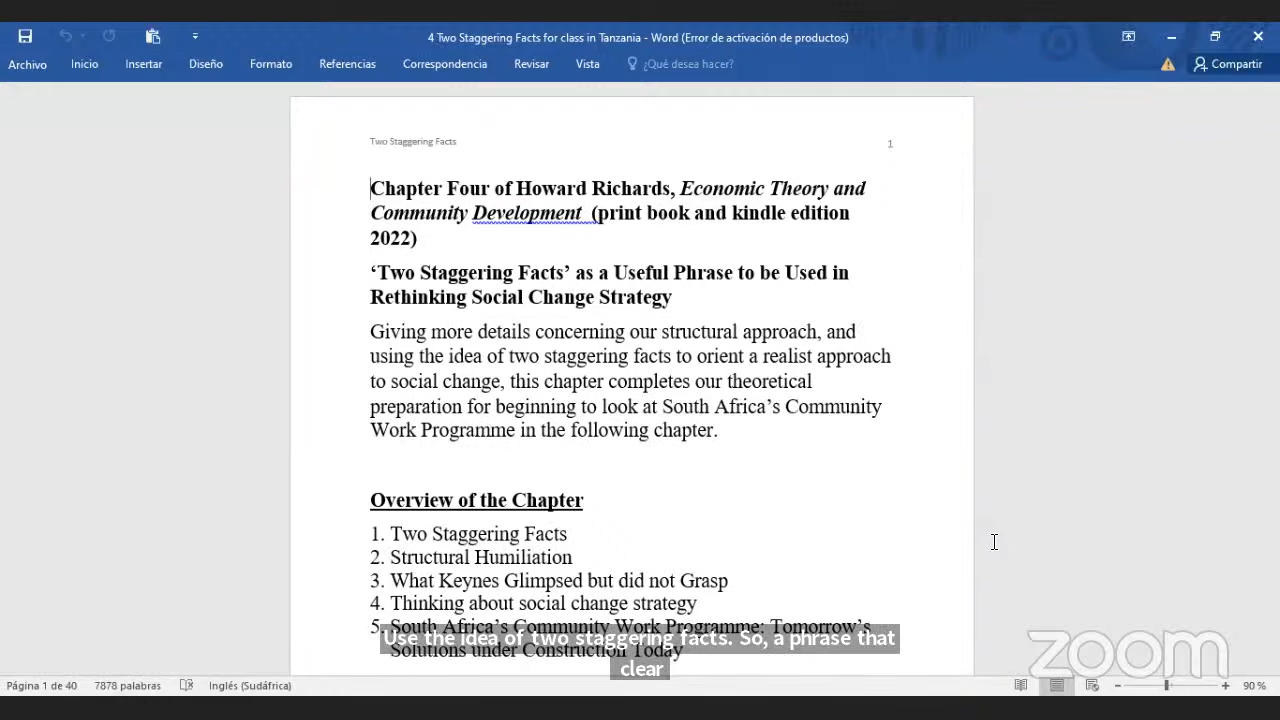 4 Two Staggering Facts for class in Tanzania - Word (Error de activación de productos)
Archivo Inicio Insertar Diseño Formato Referencias Correspondencia Revisar Vista ¿Qué desea hacer? Compartir
Two Staggering Facts 1
Chapter Four of Howard Richards, Economic Theory and
Community Development (print book and kindle edition
2022)
‘Two Staggering Facts’ as a Useful Phrase to be Used in
Rethinking Social Change Strategy
Giving more details concerning our structural approach, and
using the idea of two staggering facts to orient a realist approach
to social change, this chapter completes our theoretical
preparation for beginning to look at South Africa’s Community
Work Programme in the following chapter.
Overview of the Chapter
1. Two Staggering Facts
2. Structural Humiliation
3. What Keynes Glimpsed but did not Grasp
4. Thinking about social change strategy
5. South Africa’s Community Work Programme: Tomorrow’s
Solutions under Construction Today
Use the idea of two staggering facts. So, a phrase that
clear
zoom
Página 1 de 40 7878 palabras Inglés (Sudáfrica) 90 %